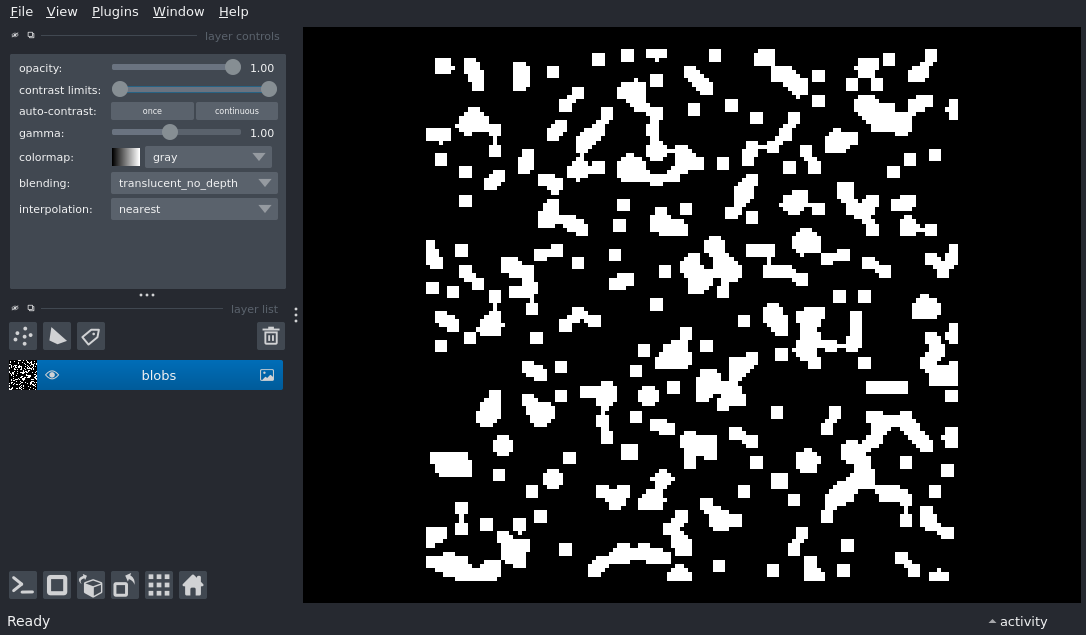 File View Plugins Window Help
layer controls
opacity: 1.00
contrast limits:
auto-contrast: once continuous
gamma: 1.00
colormap: gray
blending: translucent_no_depth
interpolation: nearest
layer list
blobs
Ready activity